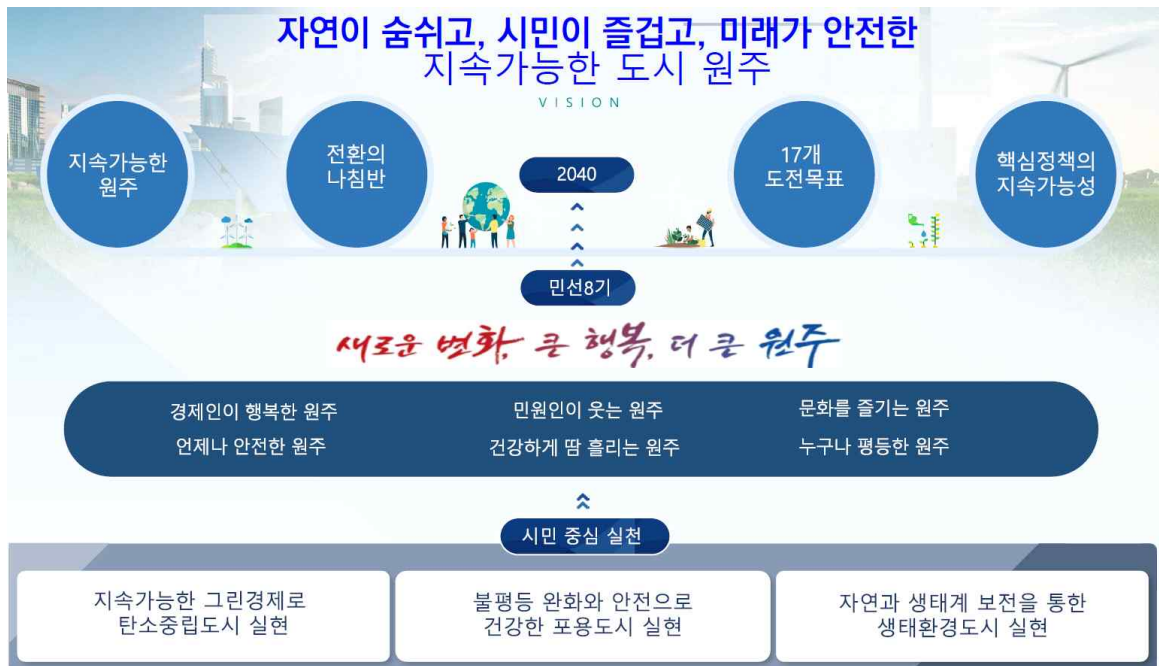 자연이 숨쉬고, 시민이 즐겁고, 미래가 안전한
지속가능한 도시 원주
VISION
지속가능한
원주
전환의
나침반
2040
17개
도전목표
핵심정책의
지속가능성
민선8기
새로운 변화, 큰 행복, 더 큰 원주
경제인이 행복한 원주
민원인이 웃는 원주
문화를 즐기는 원주
언제나 안전한 원주
건강하게 땀 흘리는 원주
누구나 평등한 원주
시민 중심 실천
지속가능한 그린경제로
탄소중립도시 실현
불평등 완화와 안전으로
건강한 포용도시 실현
자연과 생태계 보전을 통한
생태환경도시 실현